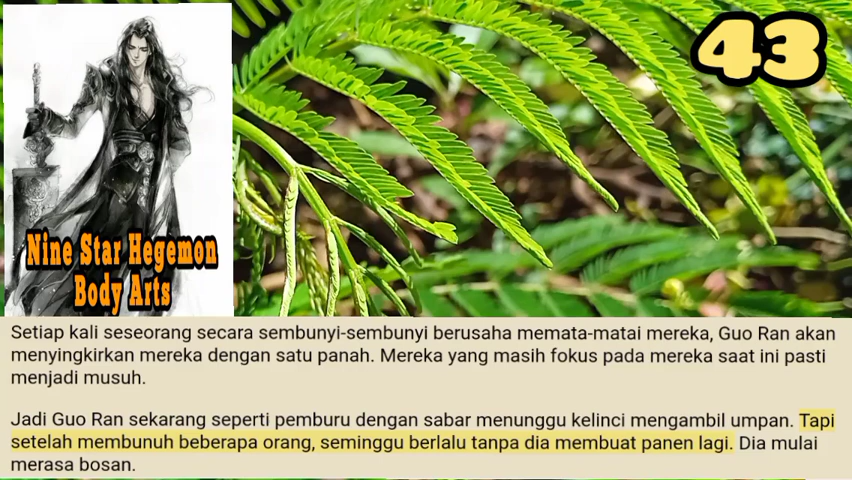 43
Nine Star Hegemon
Body Arts
Setiap kali seseorang secara sembunyi-sembunyi berusaha memata-matai mereka, Guo Ran akan
menyingkirkan mereka dengan satu panah. Mereka yang masih fokus pada mereka saat ini pasti
menjadi musuh.
Jadi Guo Ran sekarang seperti pemburu dengan sabar menunggu kelinci mengambil umpan. Tapi
setelah membunuh beberapa orang, seminggu berlalu tanpa dia membuat panen lagi. Dia mulai
merasa bosan.